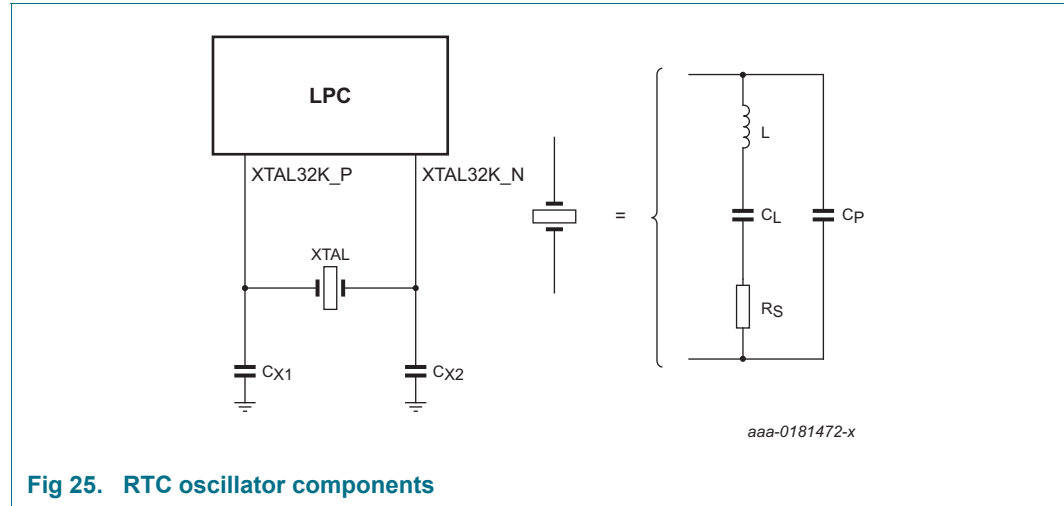 LPC
XTAL32K_P
XTAL32K_N
XTAL
CX1
CX2
=
L
CL
CP
RS
aaa-0181472-x
Fig 25. RTC oscillator components